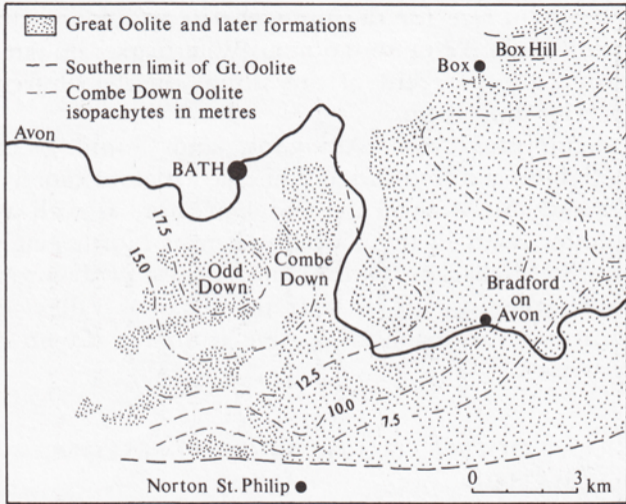 Great Oolite and later formations
Southern limit of Gt. Oolite
Combe Down Oolite
isopachytes in metres
Box Hill
Box
Avon
BATH
17.5
15.0
Odd
Down
Combe
Down
Bradford
on
Avon
12.5
10.0
7.5
Norton St. Philip
0 3
km